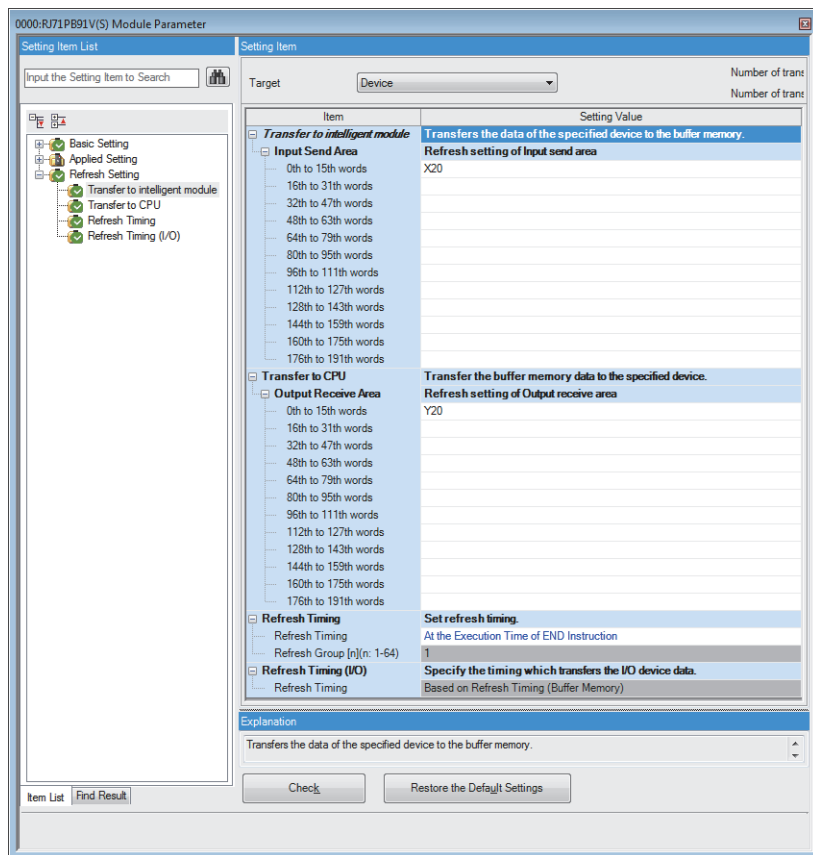 0000:RJ71PB91V(S) Module Parameter
Setting Item List
Input the Setting Item to Search
Basic Setting
Applied Setting
Refresh Setting
Transfer to intelligent module
Transfer to CPU
Refresh Timing
Refresh Timing (I/O)
Item List
Find Result
Setting Item
Target
Device
Number of trans
Number of trans
Item Setting Value
Transfer to intelligent module Transfers the data of the specified device to the buffer memory.
Input Send Area Refresh setting of Input send area
0th to 15th words X20
16th to 31th words
32th to 47th words
48th to 63th words
64th to 79th words
80th to 95th words
96th to 111th words
112th to 127th words
128th to 143th words
144th to 159th words
160th to 175th words
176th to 191th words
Transfer to CPU Transfer the buffer memory data to the specified device.
Output Receive Area Refresh setting of Output receive area
0th to 15th words Y20
16th to 31th words
32th to 47th words
48th to 63th words
64th to 79th words
80th to 95th words
96th to 111th words
112th to 127th words
128th to 143th words
144th to 159th words
160th to 175th words
176th to 191th words
Refresh Timing Set refresh timing.
Refresh Timing At the Execution Time of END Instruction
Refresh Group [n](n: 1-64) 1
Refresh Timing (I/O) Specify the timing which transfers the I/O device data.
Refresh Timing Based on Refresh Timing (Buffer Memory)
Explanation
Transfers the data of the specified device to the buffer memory.
Check
Restore the Default Settings